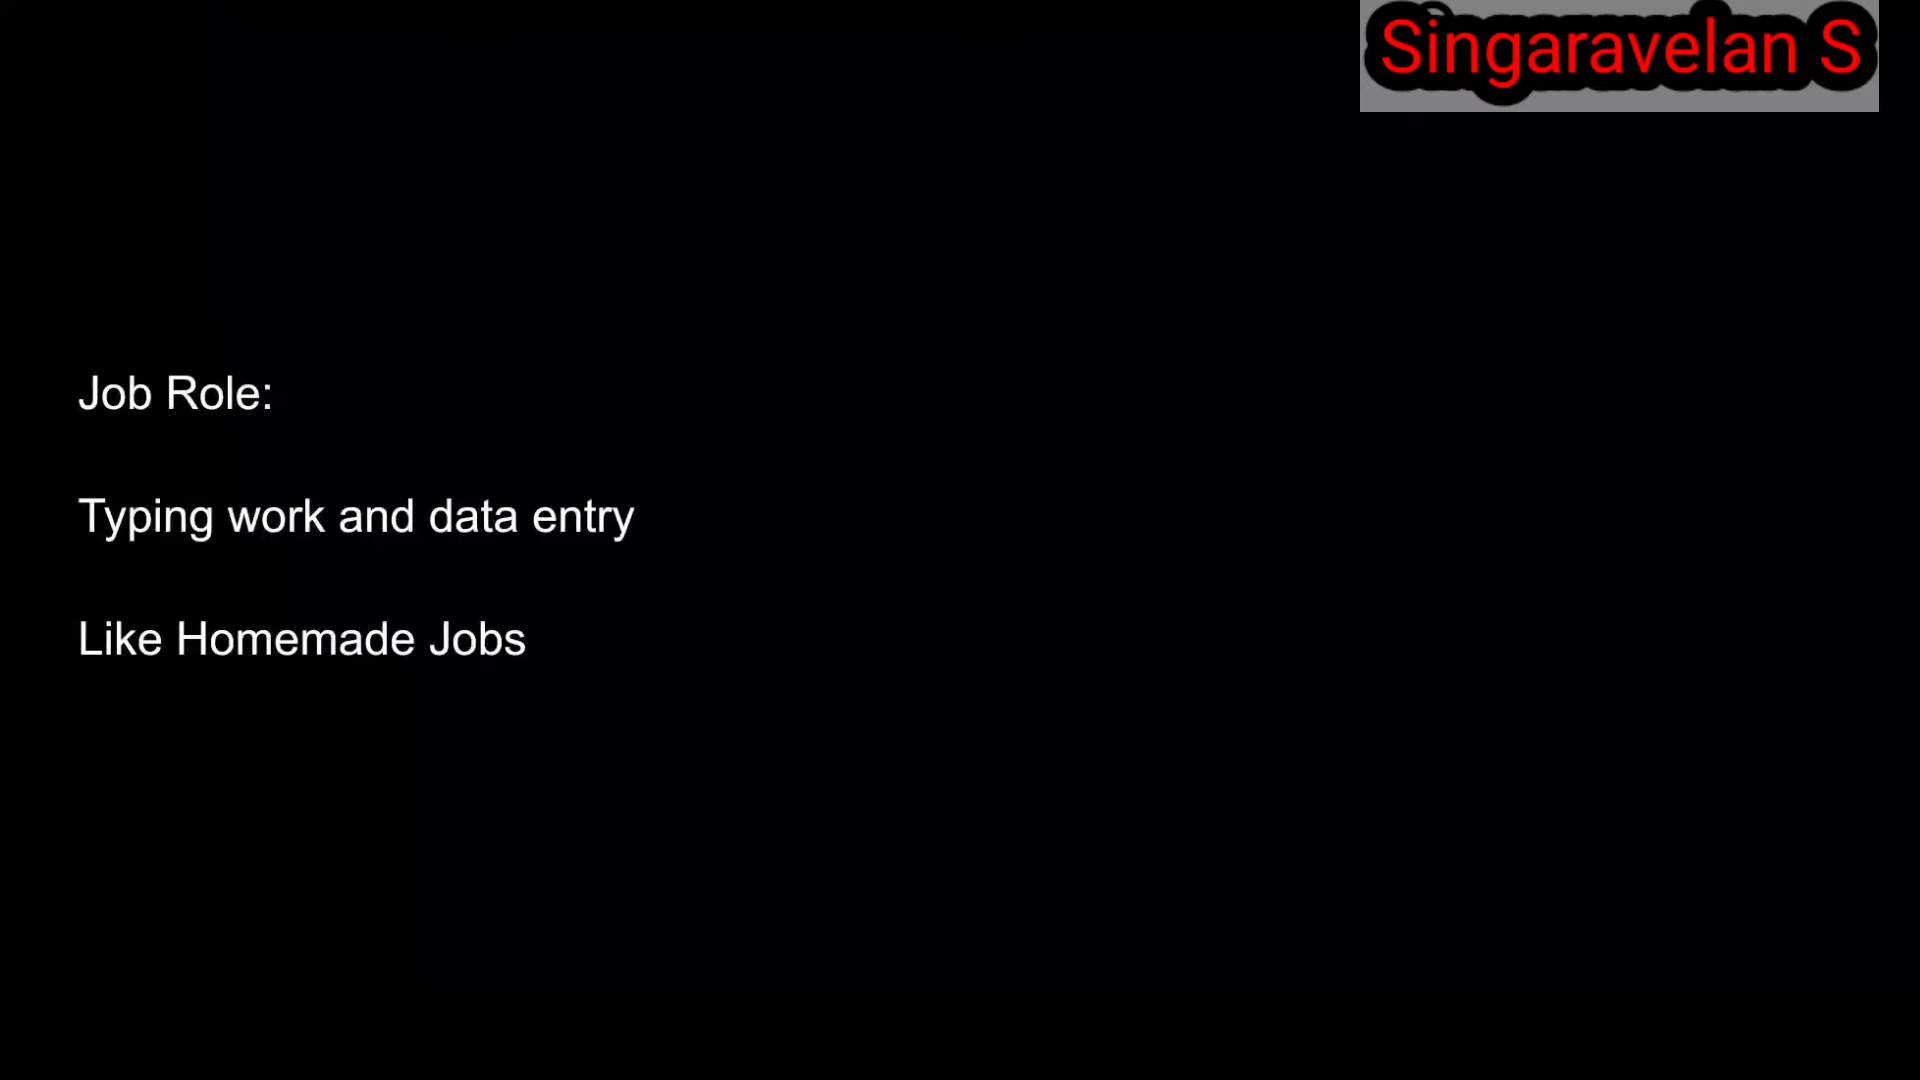 Singaravelan S
Job Role:
Typing work and data entry
Like Homemade Jobs